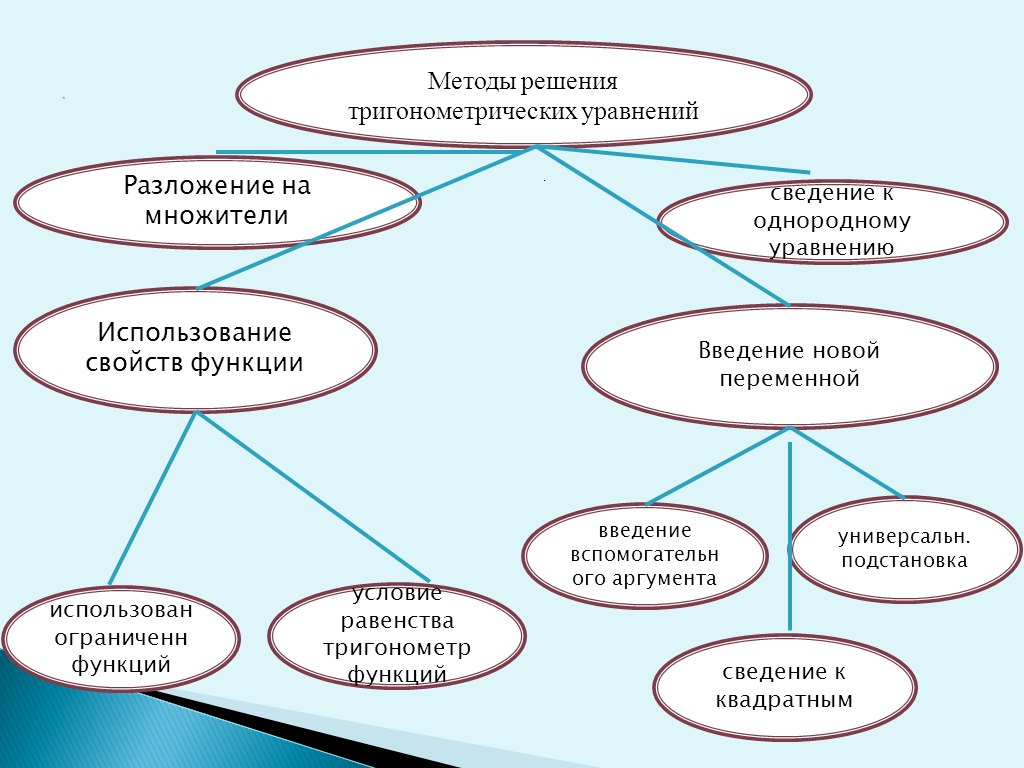 Методы решения
тригонометрических уравнений
Разложение на
множители
сведение к
однородному
уравнению
Использование
свойств функции
Введение новой
переменной
введение
вспомогательн
ого аргумента
универсальн.
подстановка
использован
ограниченн
функций
условие
равенства
тригонометр
функций
сведение к
квадратным